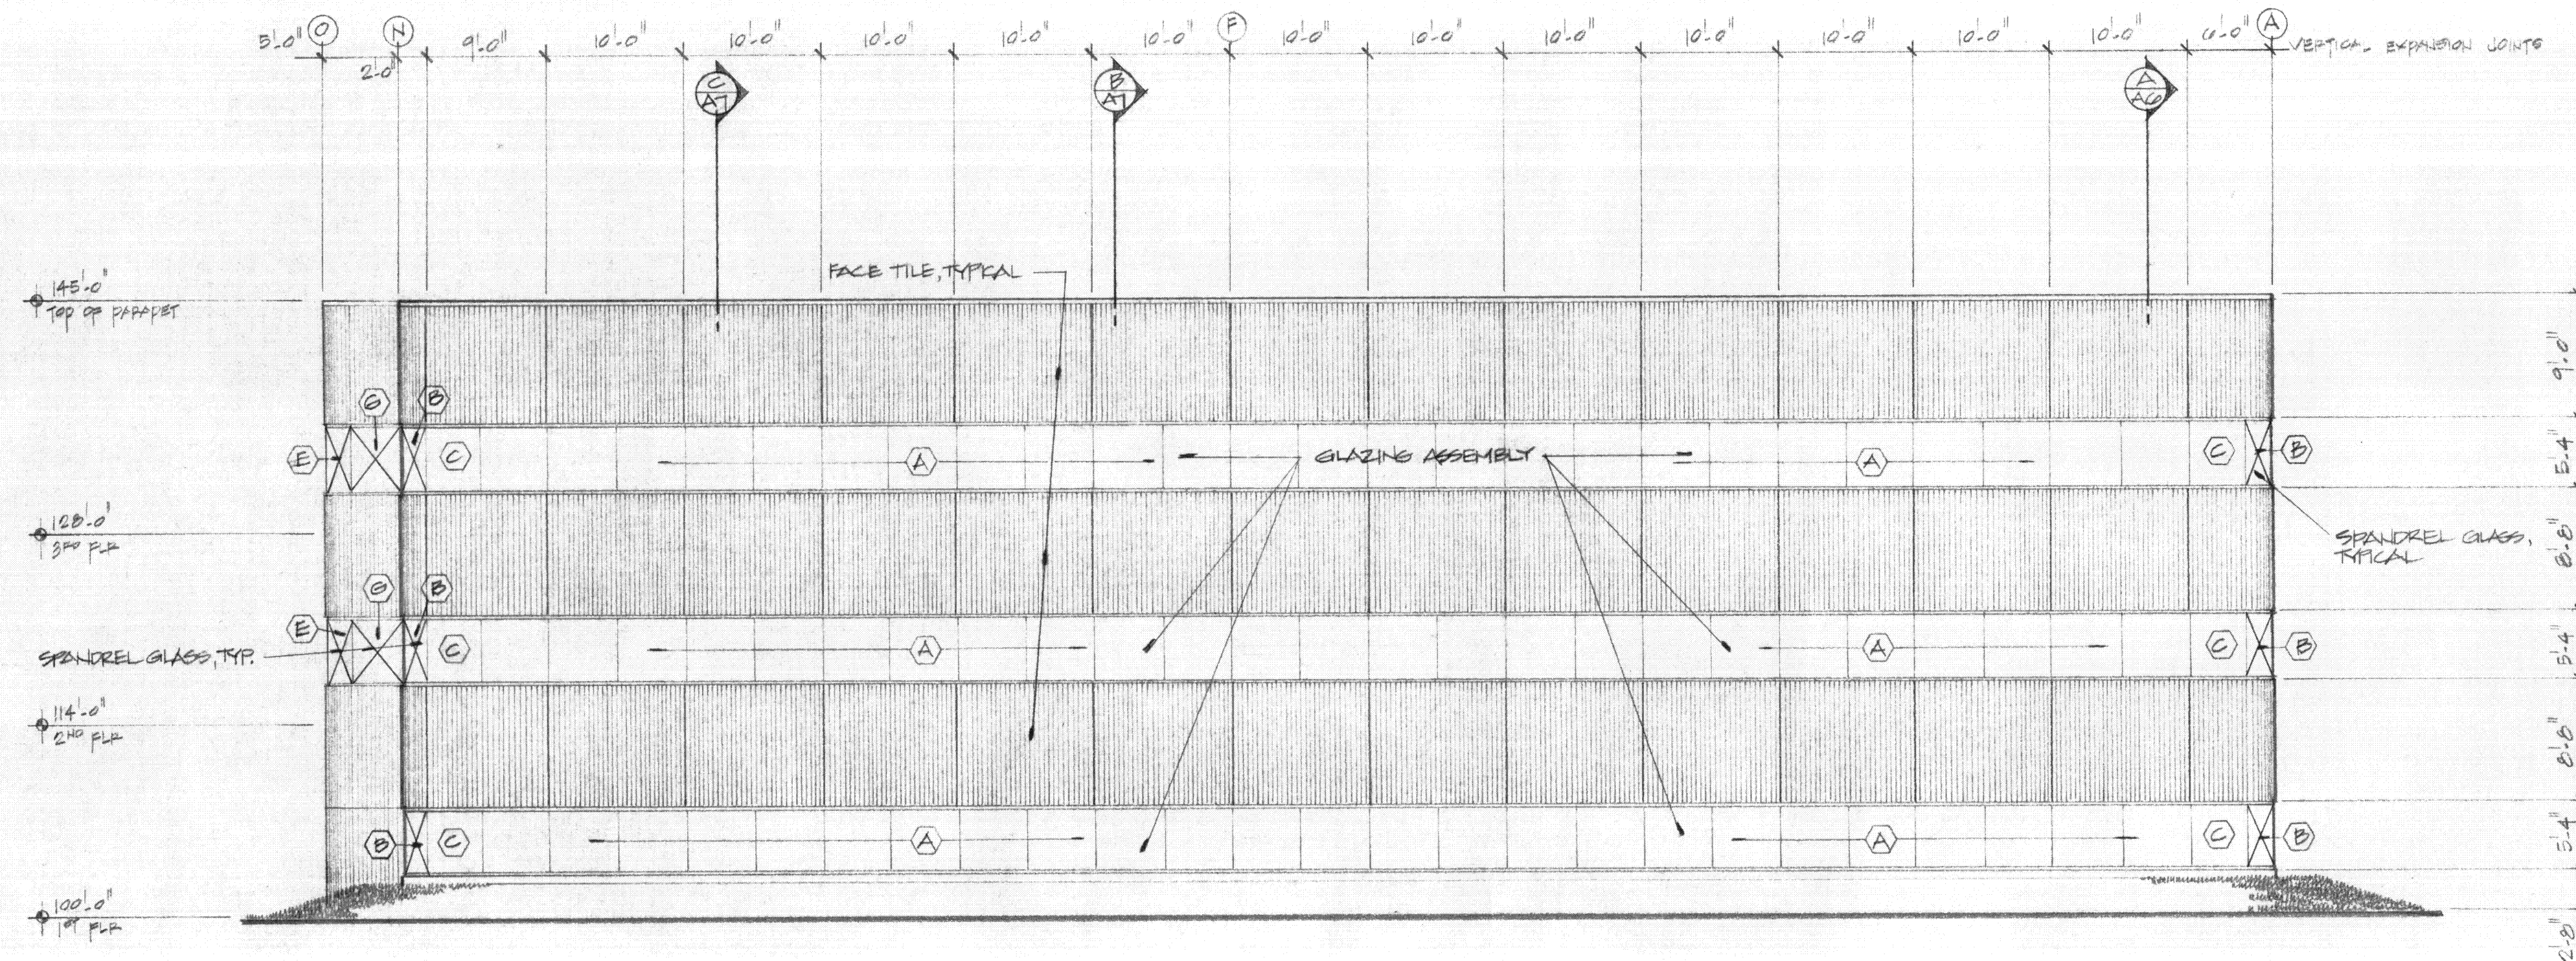 5'-0" O N 9'-0" 10'-0" 10'-0" 10'-0" 10'-0" 10'-0" F 10'-0" 10'-0" 10'-0" 10'-0" 10'-0" 10'-0" 10'-0" 6'-0" A
2'-0"
VERTICAL EXPANSION JOINTS
C
A7
B
A7
A
A6
FACE TILE, TYPICAL
145'-0"
TOP OF PARAPET
9'-0"
G B
E C A GLAZING ASSEMBLY A C B
5'-4"
128'-0"
3RD FLR
SPANDREL GLASS,
TYPICAL
8'-8"
G B
E
SPANDREL GLASS, TYP.
C A A C B
5'-4"
114'-0"
2ND FLR
8'-8"
B C A A C B
5'-4"
100'-0"
1ST FLR
2'-8"